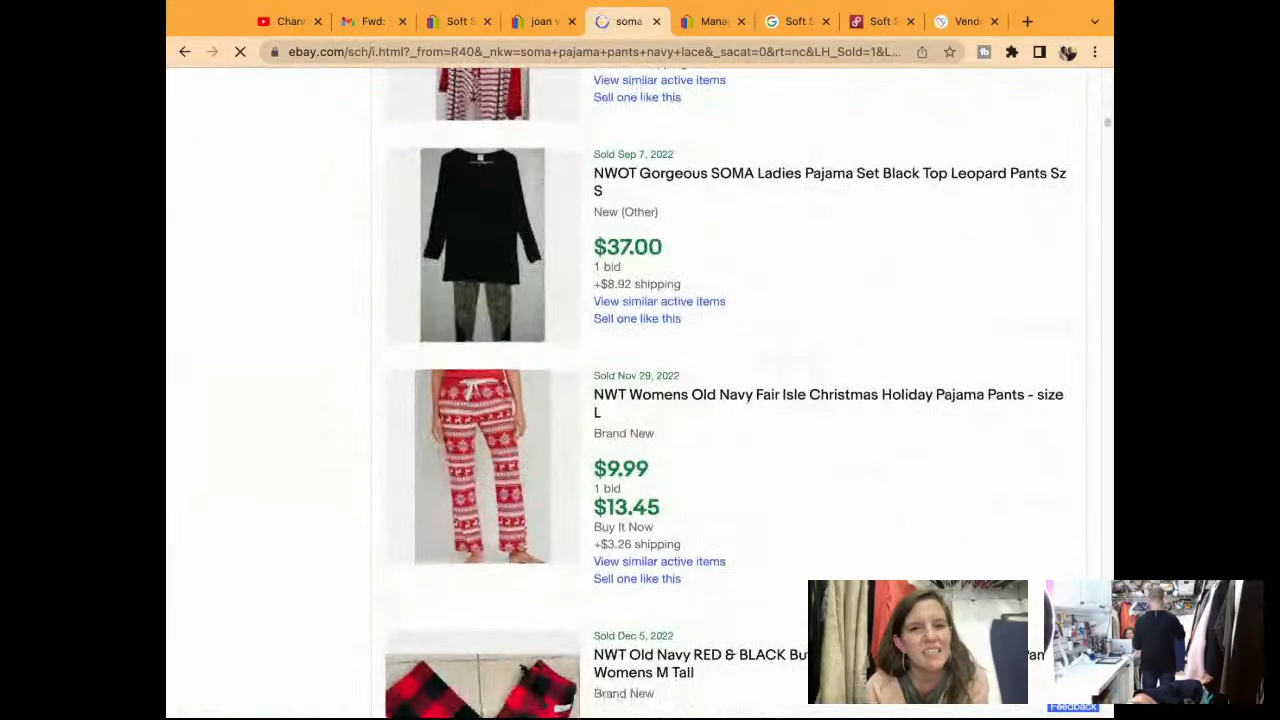 Chann
Fwd:
Soft S
joan v
soma
Mana
Soft S
Soft S
Vend
ebay.com/sch/i.html?_from=R40&_nkw=soma+pajama+pants+navy+lace&_sacat=0&rt=nc&LH_Sold=1&L...
View similar active items
Sell one like this
Sold Sep 7, 2022
NWOT Gorgeous SOMA Ladies Pajama Set Black Top Leopard Pants Sz
S
New (Other)
$37.00
1 bid
+$8.92 shipping
View similar active items
Sell one like this
Sold Nov 29, 2022
NWT Womens Old Navy Fair Isle Christmas Holiday Pajama Pants - size
L
Brand New
$9.99
1 bid
$13.45
Buy It Now
+$3.26 shipping
View similar active items
Sell one like this
Sold Dec 5, 2022
NWT Old Navy RED & BLACK Bu
Womens M Tall
Brand New
Feedback